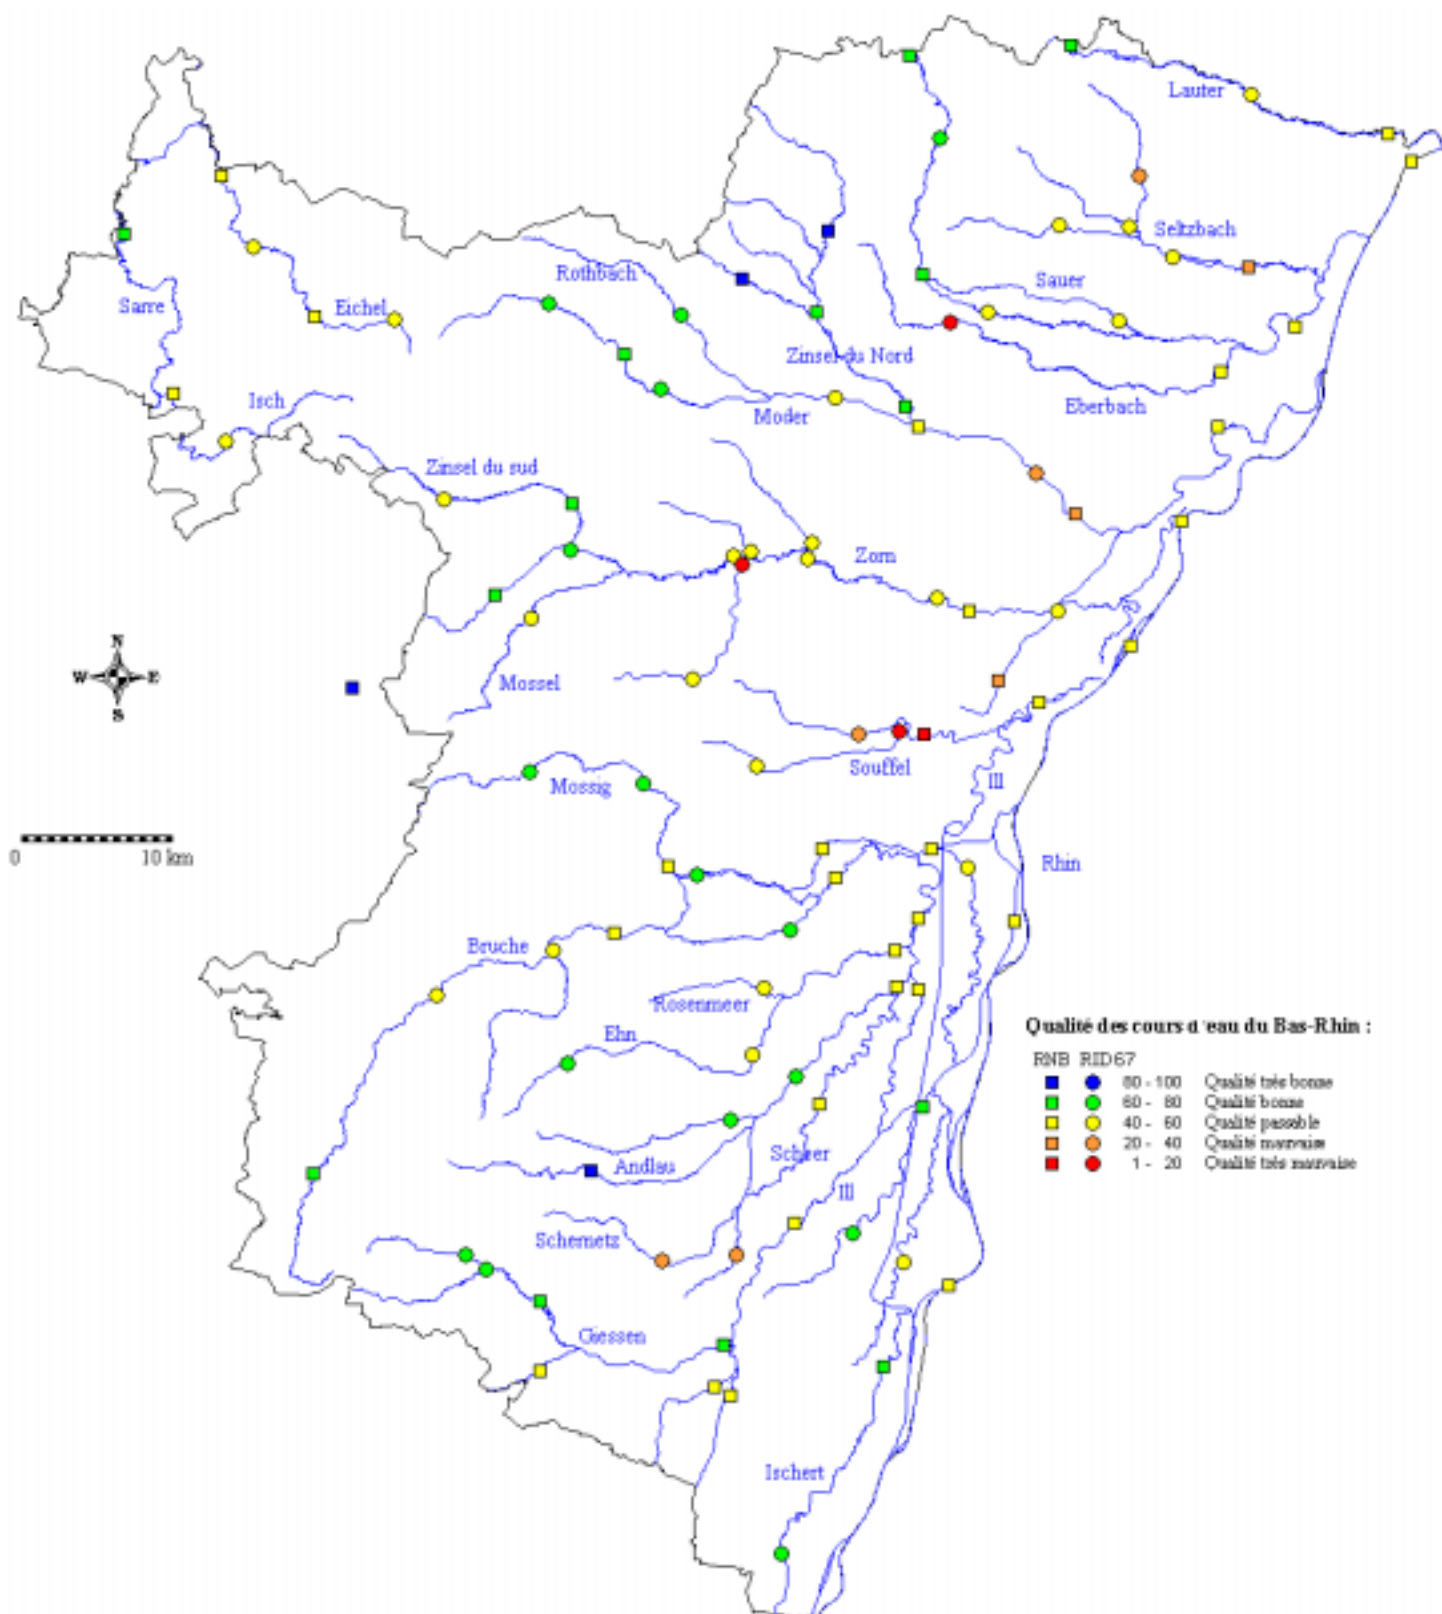 Lauter
Seltzbach
Rothbach
Sauer
Sarre
Eichel
Zinsel du Nord
Isch
Eberbach
Moder
Zinsel du sud
Zorn
N
W E
S
Mossel
Souffel
Ill
Mossig
0 10 km
Rhin
Bruche
Rosenmeer
Ehn
Qualité des cours d'eau du Bas-Rhin :
RNB RID67
80 - 100 Qualité très bonne
60 - 80 Qualité bonne
40 - 60 Qualité passable
20 - 40 Qualité mauvaise
1 - 20 Qualité très mauvaise
Andlau
Scheer
Ill
Schernetz
Giessen
Ischert